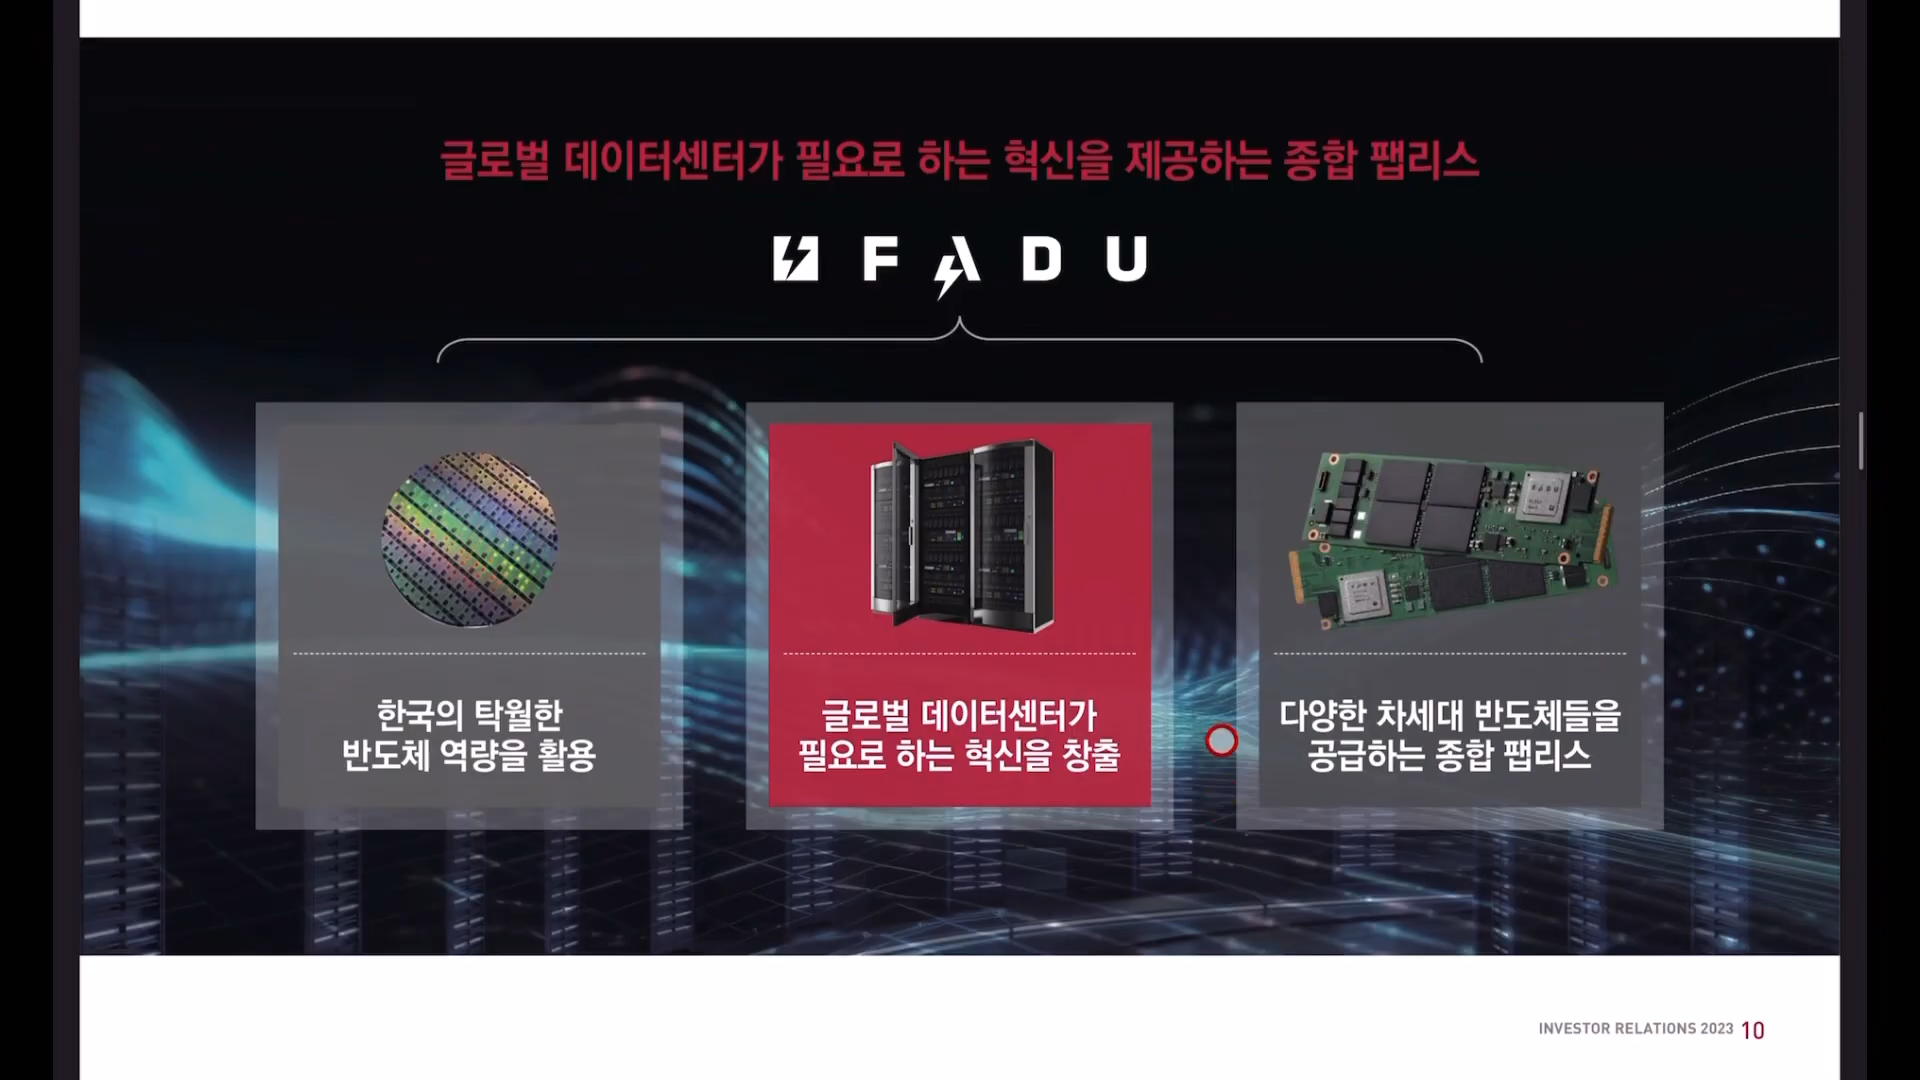 글로벌 데이터센터가 필요로 하는 혁신을 제공하는 종합 팹리스
FADU
한국의 탁월한
반도체 역량을 활용
글로벌 데이터센터가
필요로 하는 혁신을 창출
다양한 차세대 반도체들을
공급하는 종합 팹리스
INVESTOR RELATIONS 2023 10